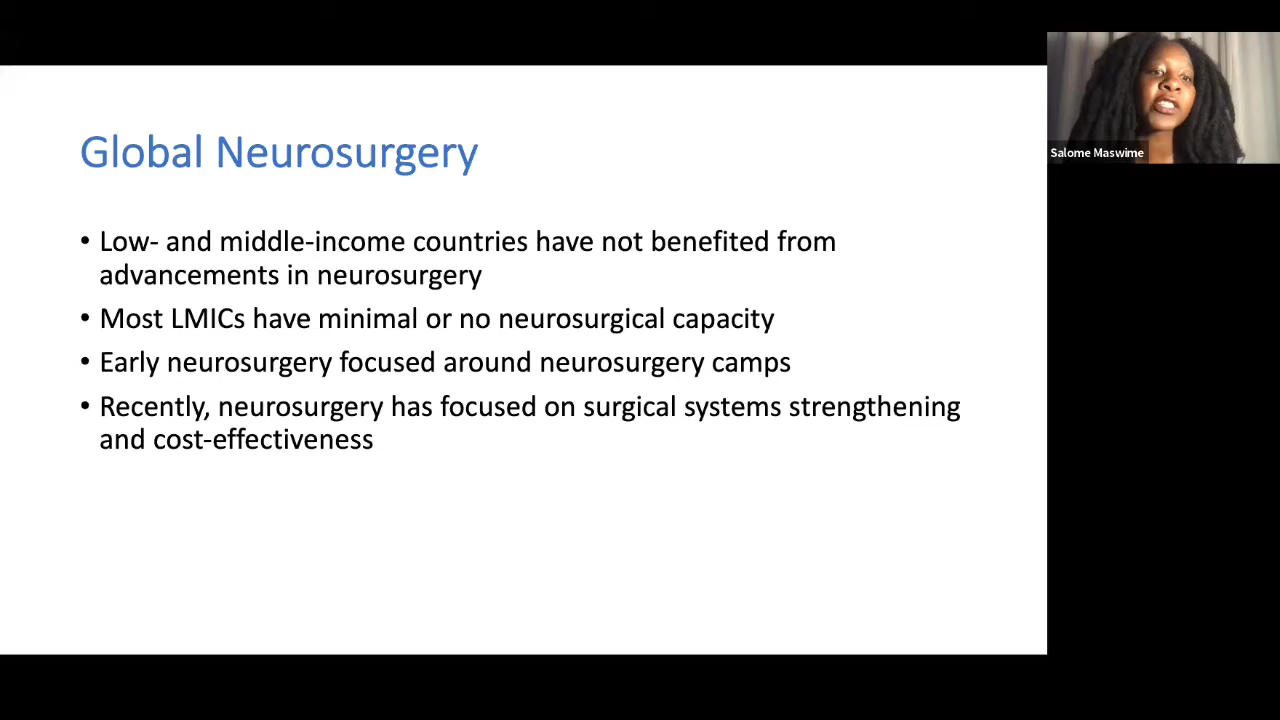 Global Neurosurgery
• Low- and middle-income countries have not benefited from
advancements in neurosurgery
• Most LMICs have minimal or no neurosurgical capacity
• Early neurosurgery focused around neurosurgery camps
• Recently, neurosurgery has focused on surgical systems strengthening
and cost-effectiveness
Salome Maswime